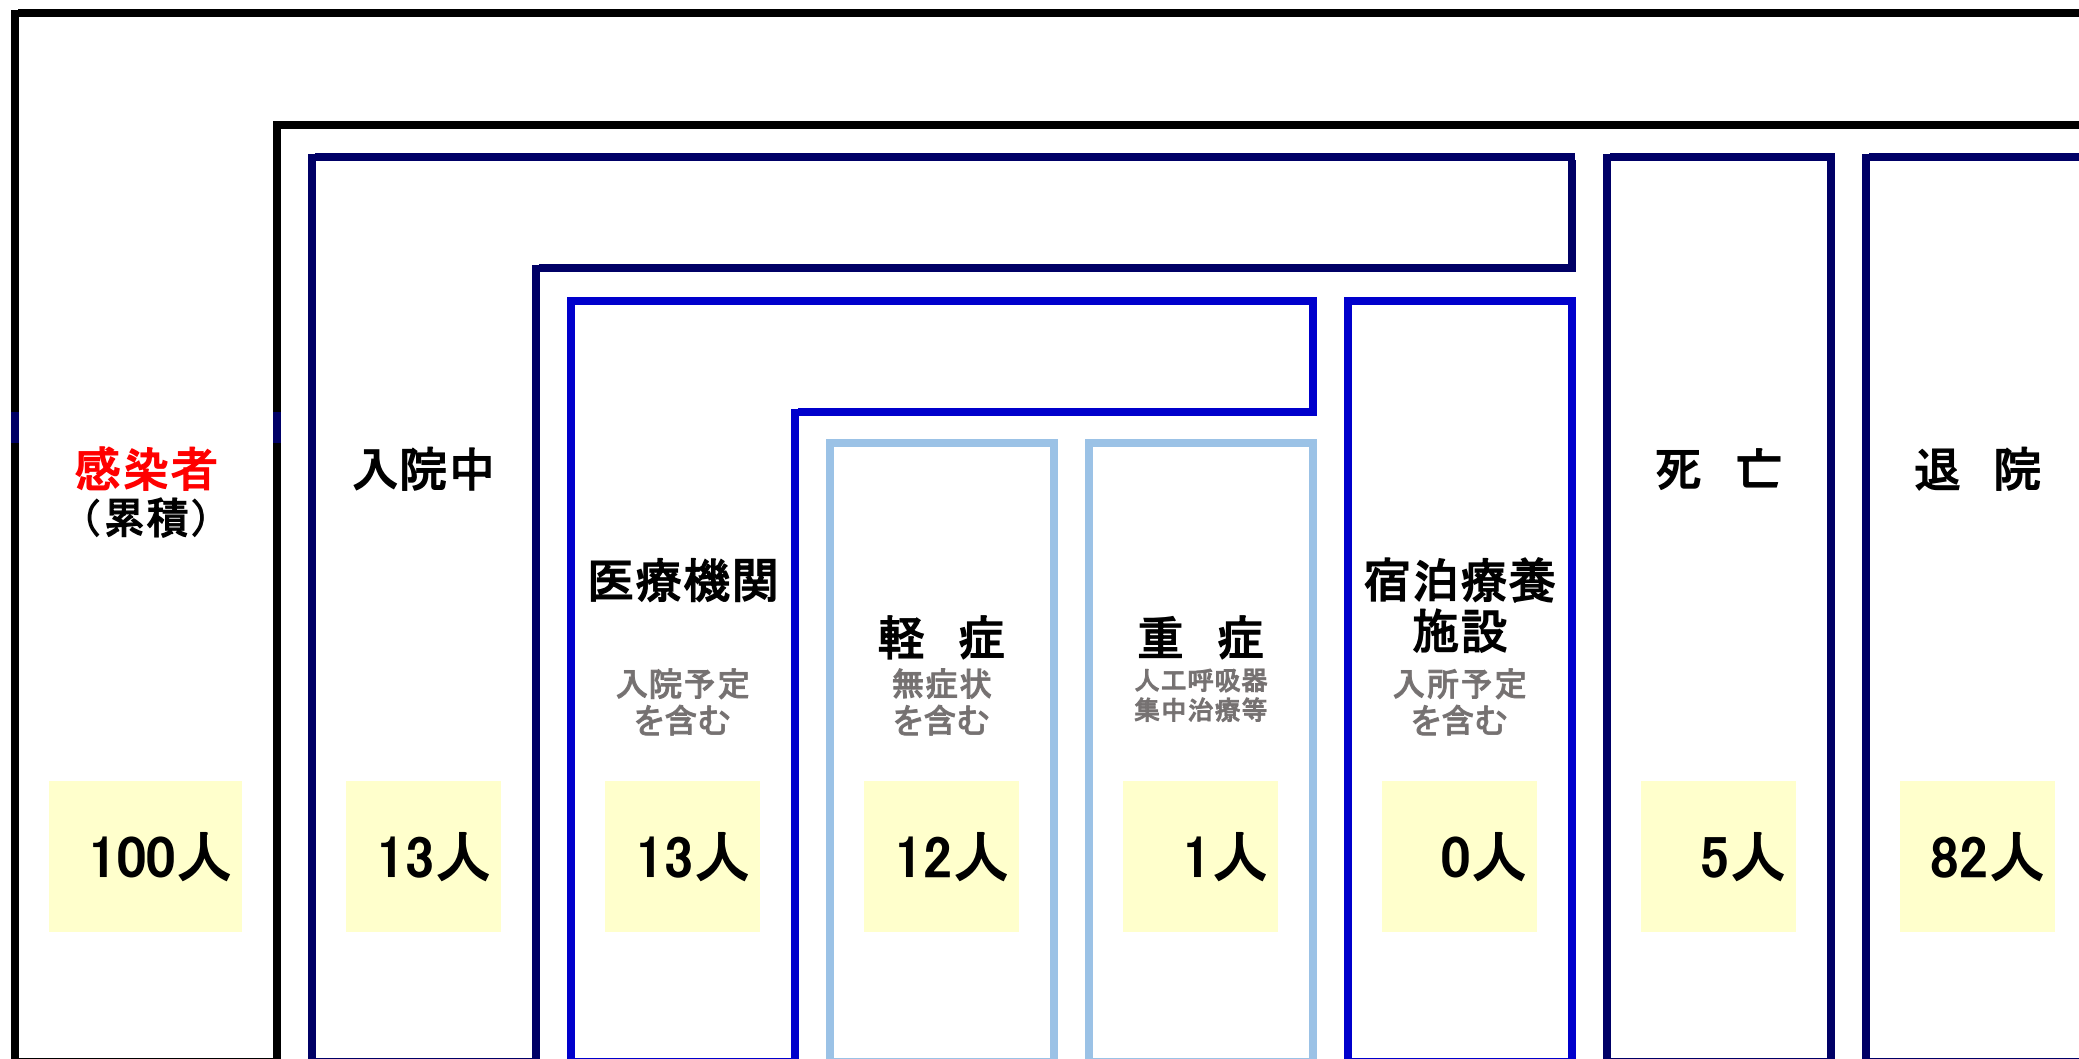 感染者
（累積）
100人
入院中
13人
医療機関
入院予定
を含む
13人
軽 症
無症状
を含む
12人
重 症
人工呼吸器
集中治療等
1人
宿泊療養
施設
入所予定
を含む
0人
死 亡
5人
退 院
82人